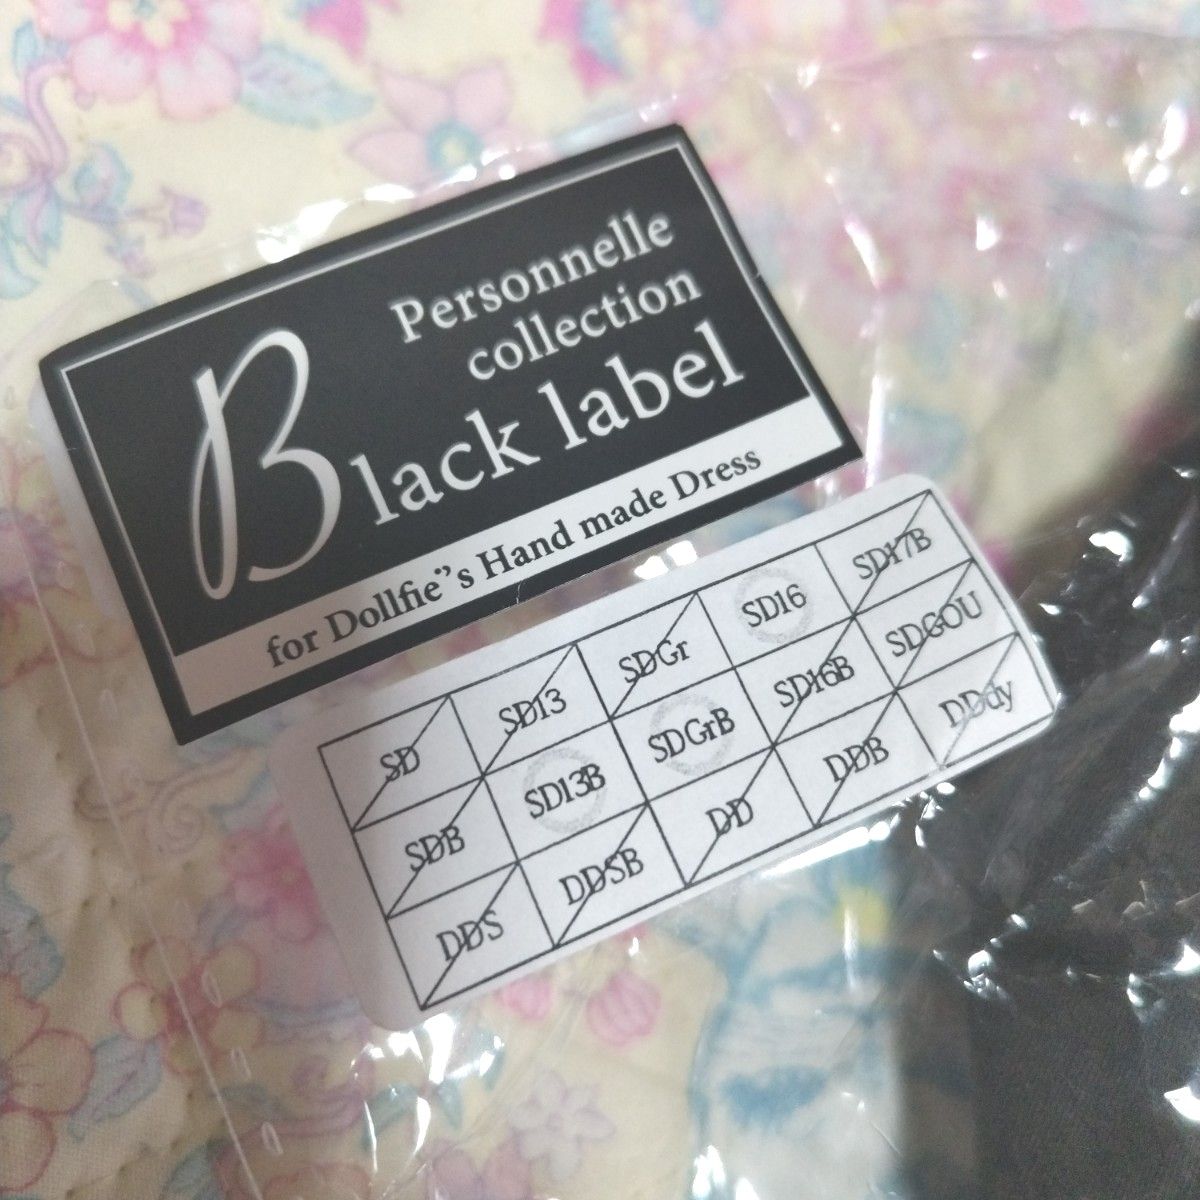 Personnelle
collection
Black label
for Dollfie"s Hand made Dress
SD SD13 SDGr SD16 SD17B
SDB SD13B SDGrB SD16B SDGOU
DDS DDSB DD DDB DDdy